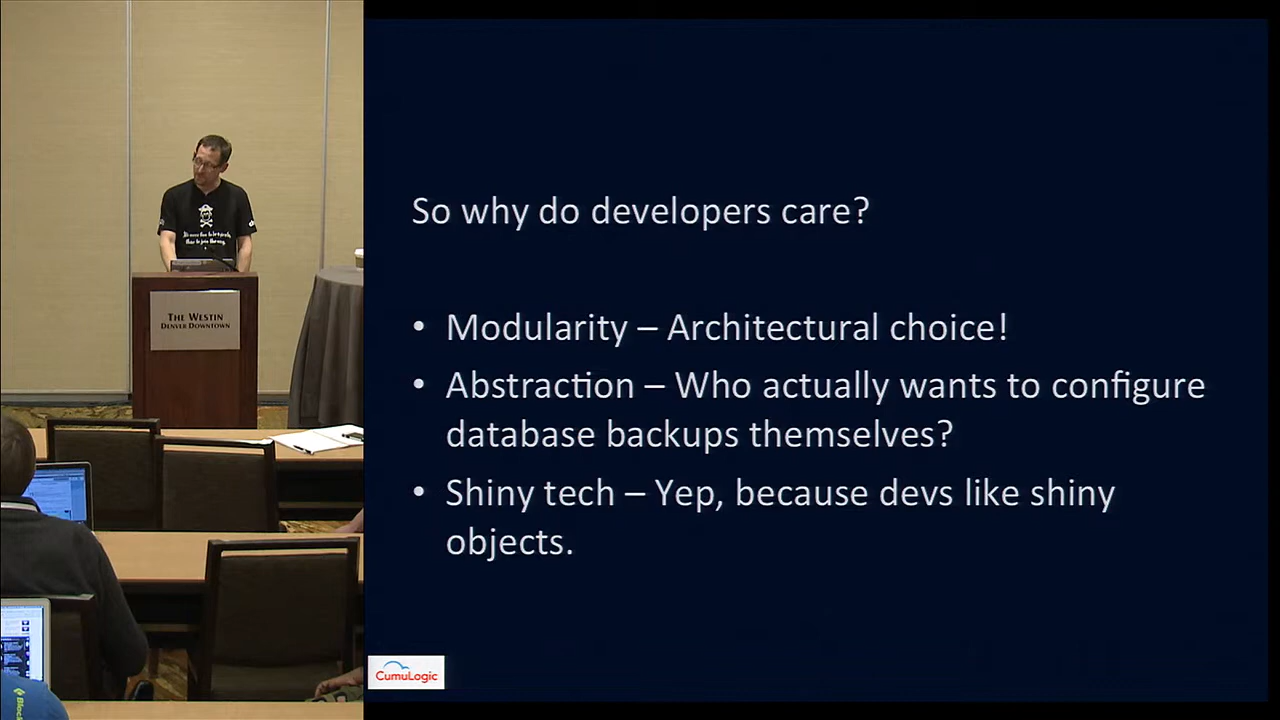 So why do developers care?
• Modularity – Architectural choice!
• Abstraction – Who actually wants to configure
database backups themselves?
• Shiny tech – Yep, because devs like shiny
objects.
CumuLogic
THE WESTIN
DENVER DOWNTOWN